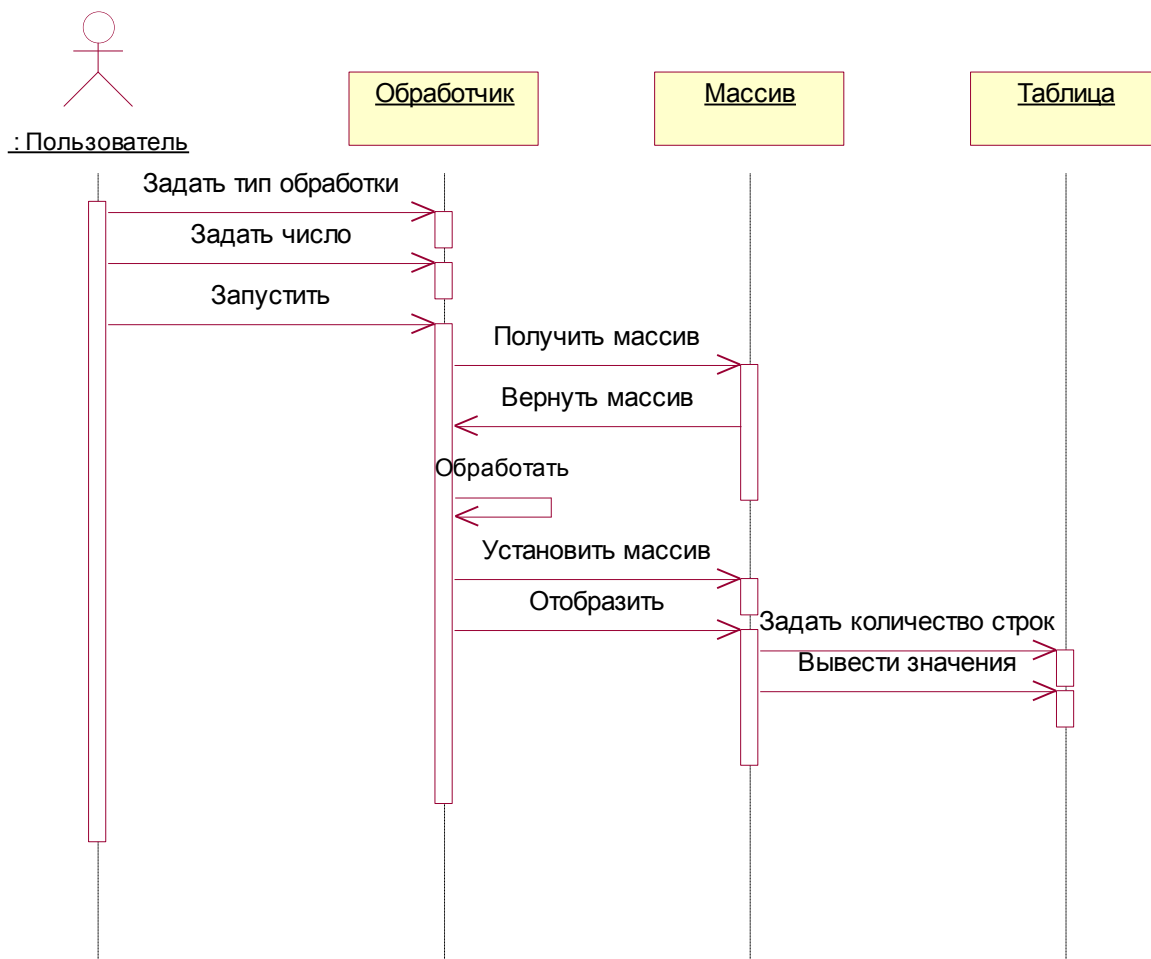 Обработчик
Массив
Таблица
: Пользователь
Задать тип обработки
Задать число
Запустить
Получить массив
Вернуть массив
Обработать
Установить массив
Отобразить
Задать количество строк
Вывести значения